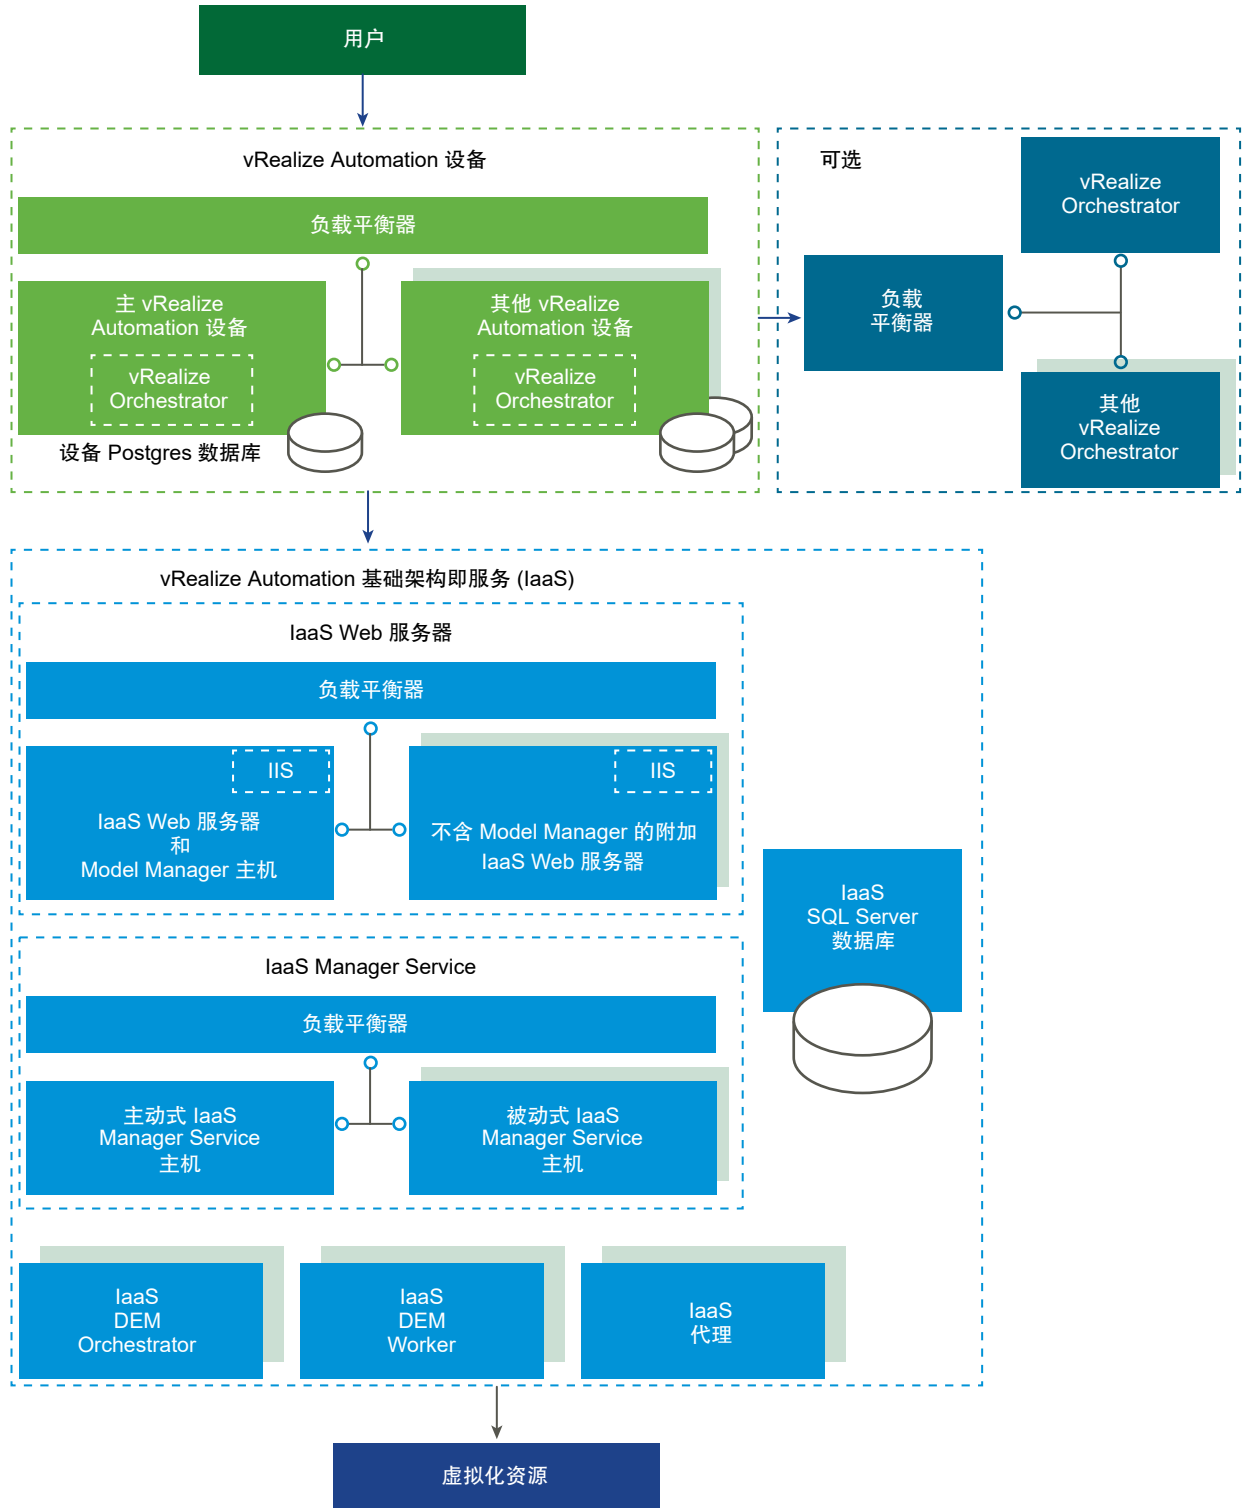 用户
vRealize Automation 设备
负载平衡器
主 vRealize
Automation 设备
vRealize
Orchestrator
其他 vRealize
Automation 设备
vRealize
Orchestrator
设备 Postgres 数据库
可选
vRealize
Orchestrator
负载
平衡器
其他
vRealize
Orchestrator
vRealize Automation 基础架构即服务 (IaaS)
IaaS Web 服务器
负载平衡器
IIS
IaaS Web 服务器
和
Model Manager 主机
IIS
不含 Model Manager 的附加
IaaS Web 服务器
IaaS
SQL Server
数据库
IaaS Manager Service
负载平衡器
主动式 IaaS
Manager Service
主机
被动式 IaaS
Manager Service
主机
IaaS
DEM
Orchestrator
IaaS
DEM
Worker
IaaS
代理
虚拟化资源